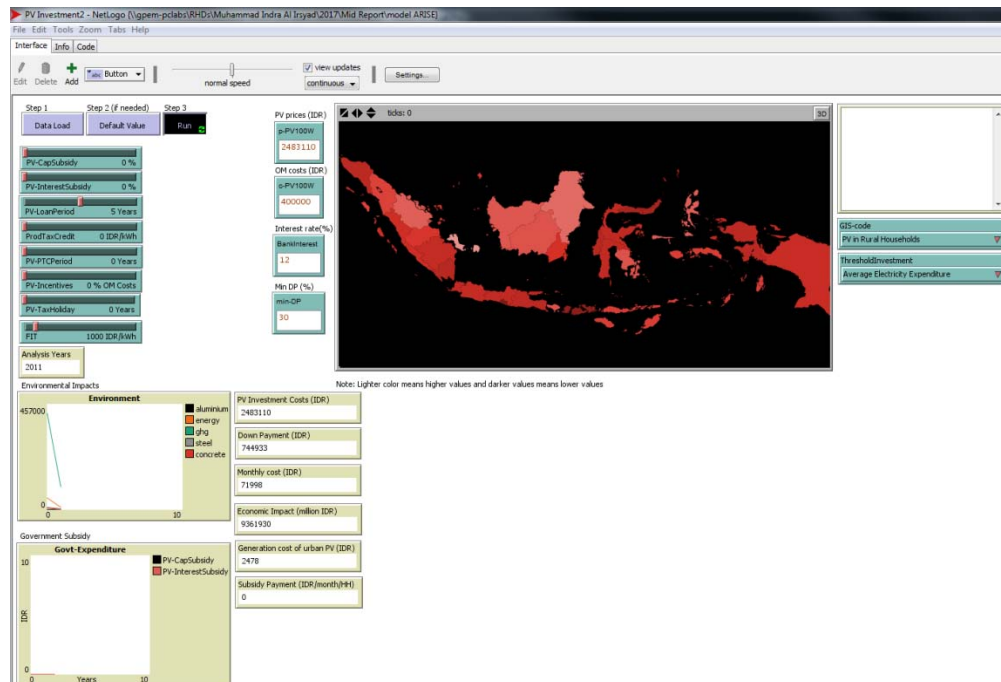 PV Investment2 - NetLogo {\\gpem-pclabs\RHDs\Muhammad Indra Al Irsyad\2017\Mid Report\model ARISE}
File Edit Tools Zoom Tabs Help
Interface Info Code
Edit Delete Add
abc Button
normal speed
view updates
continuous
Settings...
Step 1 Step 2 (if needed) Step 3
Data Load Default Value Run
PV-CapSubsidy 0 %
PV-InterestSubsidy 0 %
PV-LoanPeriod 5 Years
ProdTaxCredit 0 IDR/kWh
PV-PTCPeriod 0 Years
PV-Incentives 0 % OM Costs
PV-TaxHoliday 0 Years
FIT 1000 IDR/kWh
Analysis Years
2011
PV prices (IDR)
p-PV100W
2483110
OM costs (IDR)
o-PV100W
400000
Interest rate(%)
BankInterest
12
Min DP (%)
min-DP
30
ticks: 0
3D
GIS-code
PV in Rural Households
ThresholdInvestment
Average Electricity Expenditure
Note: Lighter color means higher values and darker values means lower values
Environmental Impacts
Environment
457000
0
0 10
aluminium
energy
ghg
steel
concrete
PV Investment Costs (IDR)
2483110
Down Payment (IDR)
744933
Monthly cost (IDR)
71998
Economic Impact (million IDR)
9361930
Generation cost of urban PV (IDR)
2478
Subsidy Payment (IDR/month/HH)
0
Government Subsidy
Govt-Expenditure
10
IDR
0
0 Years 10
PV-CapSubsidy
PV-InterestSubsidy